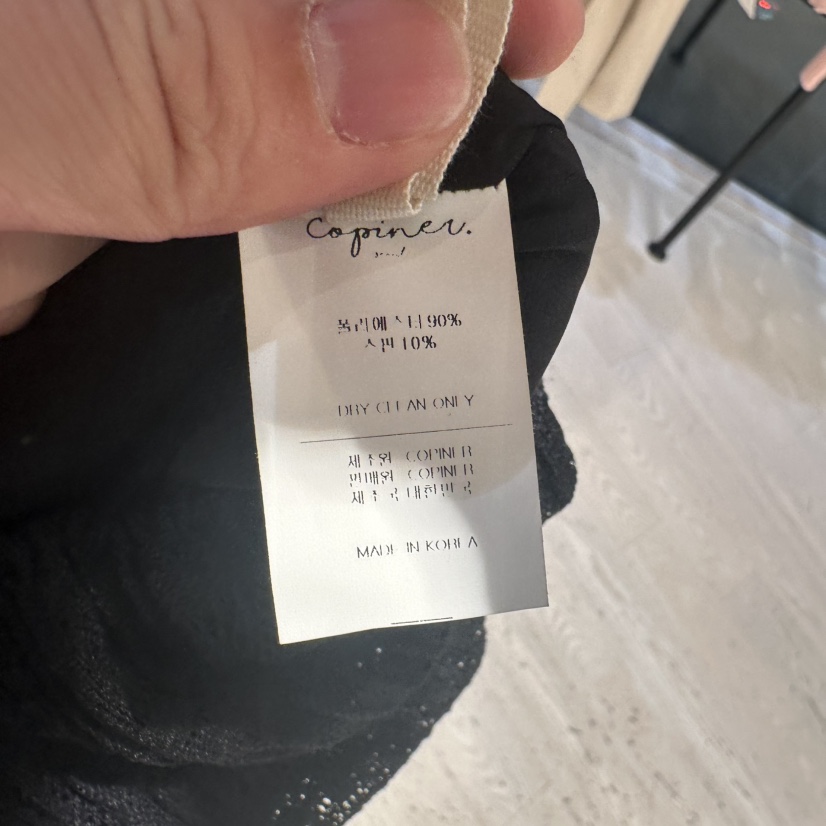 Copiner.
폴리에스터 90%
스판 10%
DRY CLEAN ONLY
제조원 COPINER
판매원 COPINER
제조국 대한민국
MADE IN KOREA